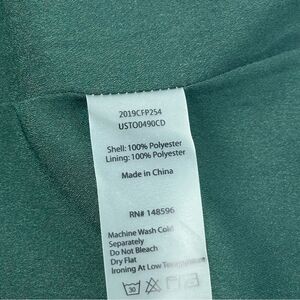 2019CFP254
USTO0490CD
Shell: 100% Polyester
Lining: 100% Polyester
Made in China
RN# 148596
Machine Wash Cold
Separately
Do Not Bleach
Dry Flat
Ironing At Low Temperature
30